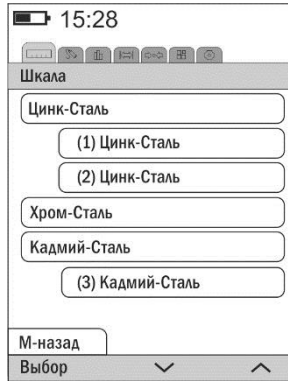 15:28
Шкала
Цинк-Сталь
(1) Цинк-Сталь
(2) Цинк-Сталь
Хром-Сталь
Кадмий-Сталь
(3) Кадмий-Сталь
М-назад
Выбор